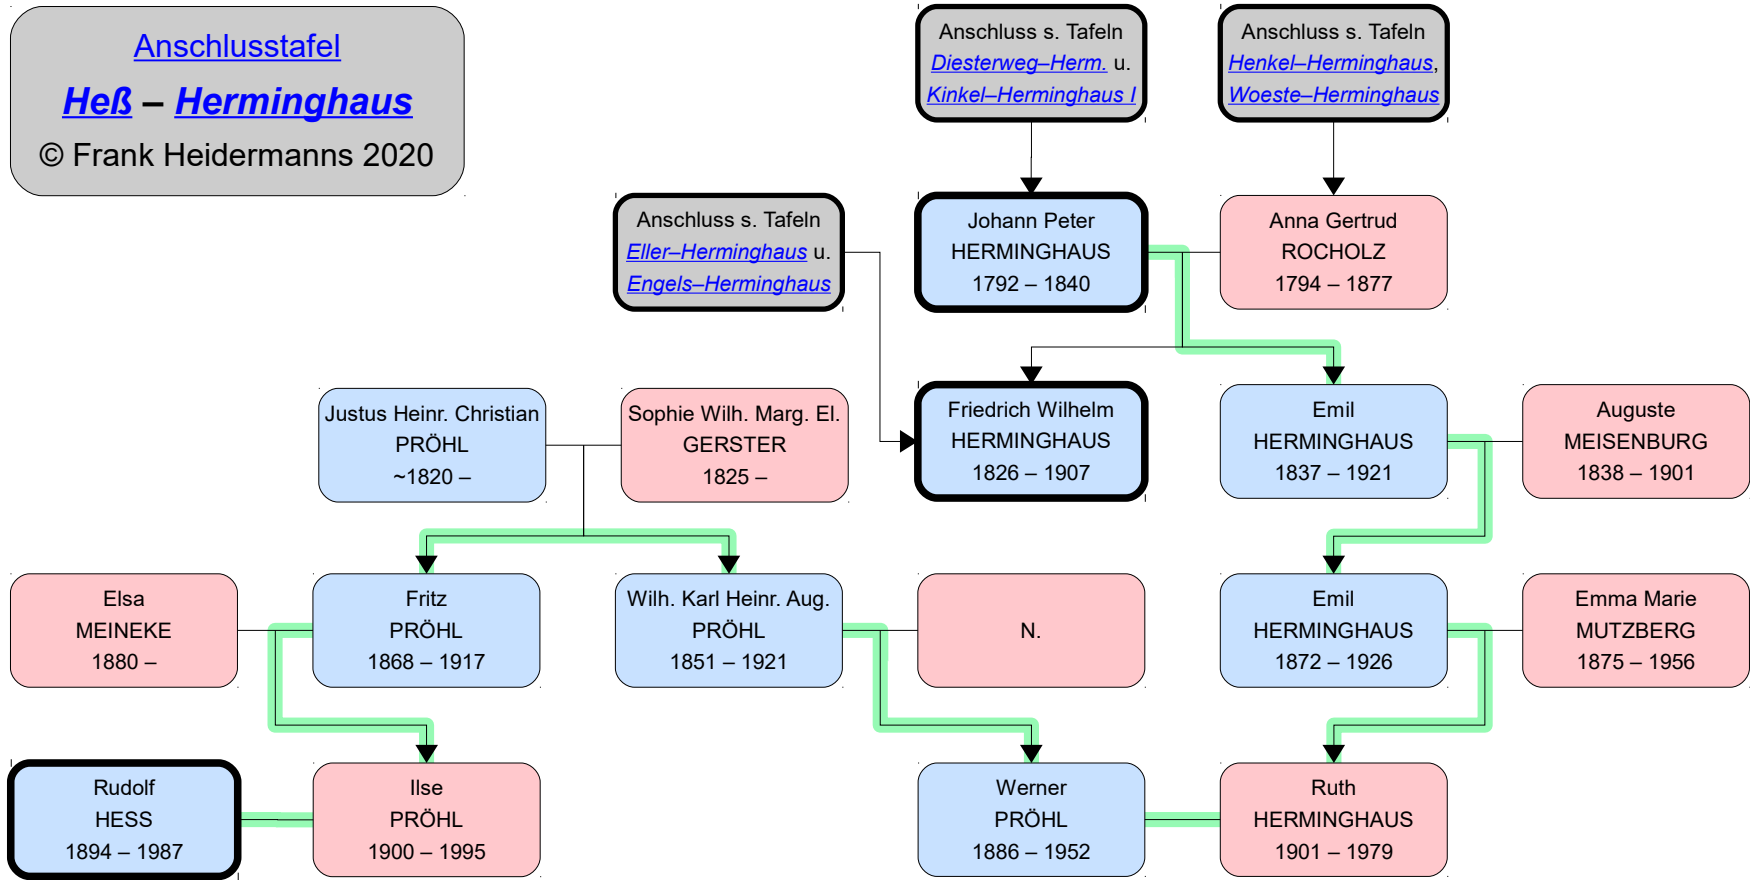 Anschlusstafel
Heß – Herminghaus
© Frank Heidermanns 2020
Anschluss s. Tafeln
Diesterweg–Herm. u.
Kinkel–Herminghaus I
Anschluss s. Tafeln
Henkel–Herminghaus,
Woeste–Herminghaus
Anschluss s. Tafeln
Eller–Herminghaus u.
Engels–Herminghaus
Johann Peter
HERMINGHAUS
1792 – 1840
Anna Gertrud
ROCHOLZ
1794 – 1877
Justus Heinr. Christian
PRÖHL
~1820 –
Sophie Wilh. Marg. El.
GERSTER
1825 –
Friedrich Wilhelm
HERMINGHAUS
1826 – 1907
Emil
HERMINGHAUS
1837 – 1921
Auguste
MEISENBURG
1838 – 1901
Elsa
MEINEKE
1880 –
Fritz
PRÖHL
1868 – 1917
Wilh. Karl Heinr. Aug.
PRÖHL
1851 – 1921
N.
Emil
HERMINGHAUS
1872 – 1926
Emma Marie
MUTZBERG
1875 – 1956
Rudolf
HESS
1894 – 1987
Ilse
PRÖHL
1900 – 1995
Werner
PRÖHL
1886 – 1952
Ruth
HERMINGHAUS
1901 – 1979